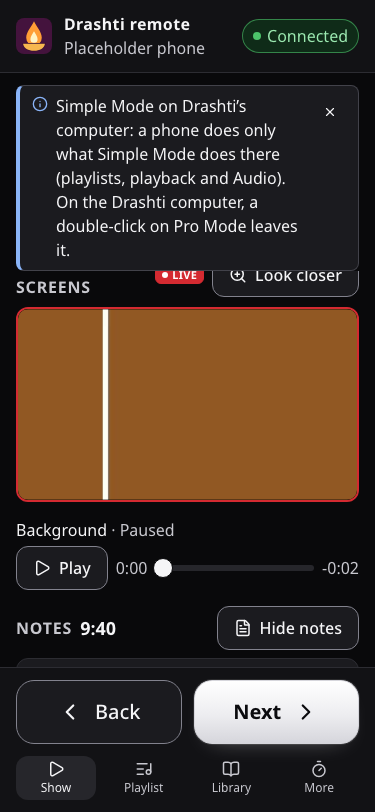 Drashti remote
Placeholder phone
Connected
Simple Mode on Drashti’s
computer: a phone does only
what Simple Mode does there
(playlists, playback and Audio).
On the Drashti computer, a
double-click on Pro Mode leaves
it.
SCREENS
LIVE
Look closer
Background · Paused
Play
0:00
-0:02
NOTES 9:40
Hide notes
Back
Next
Show
Playlist
Library
More